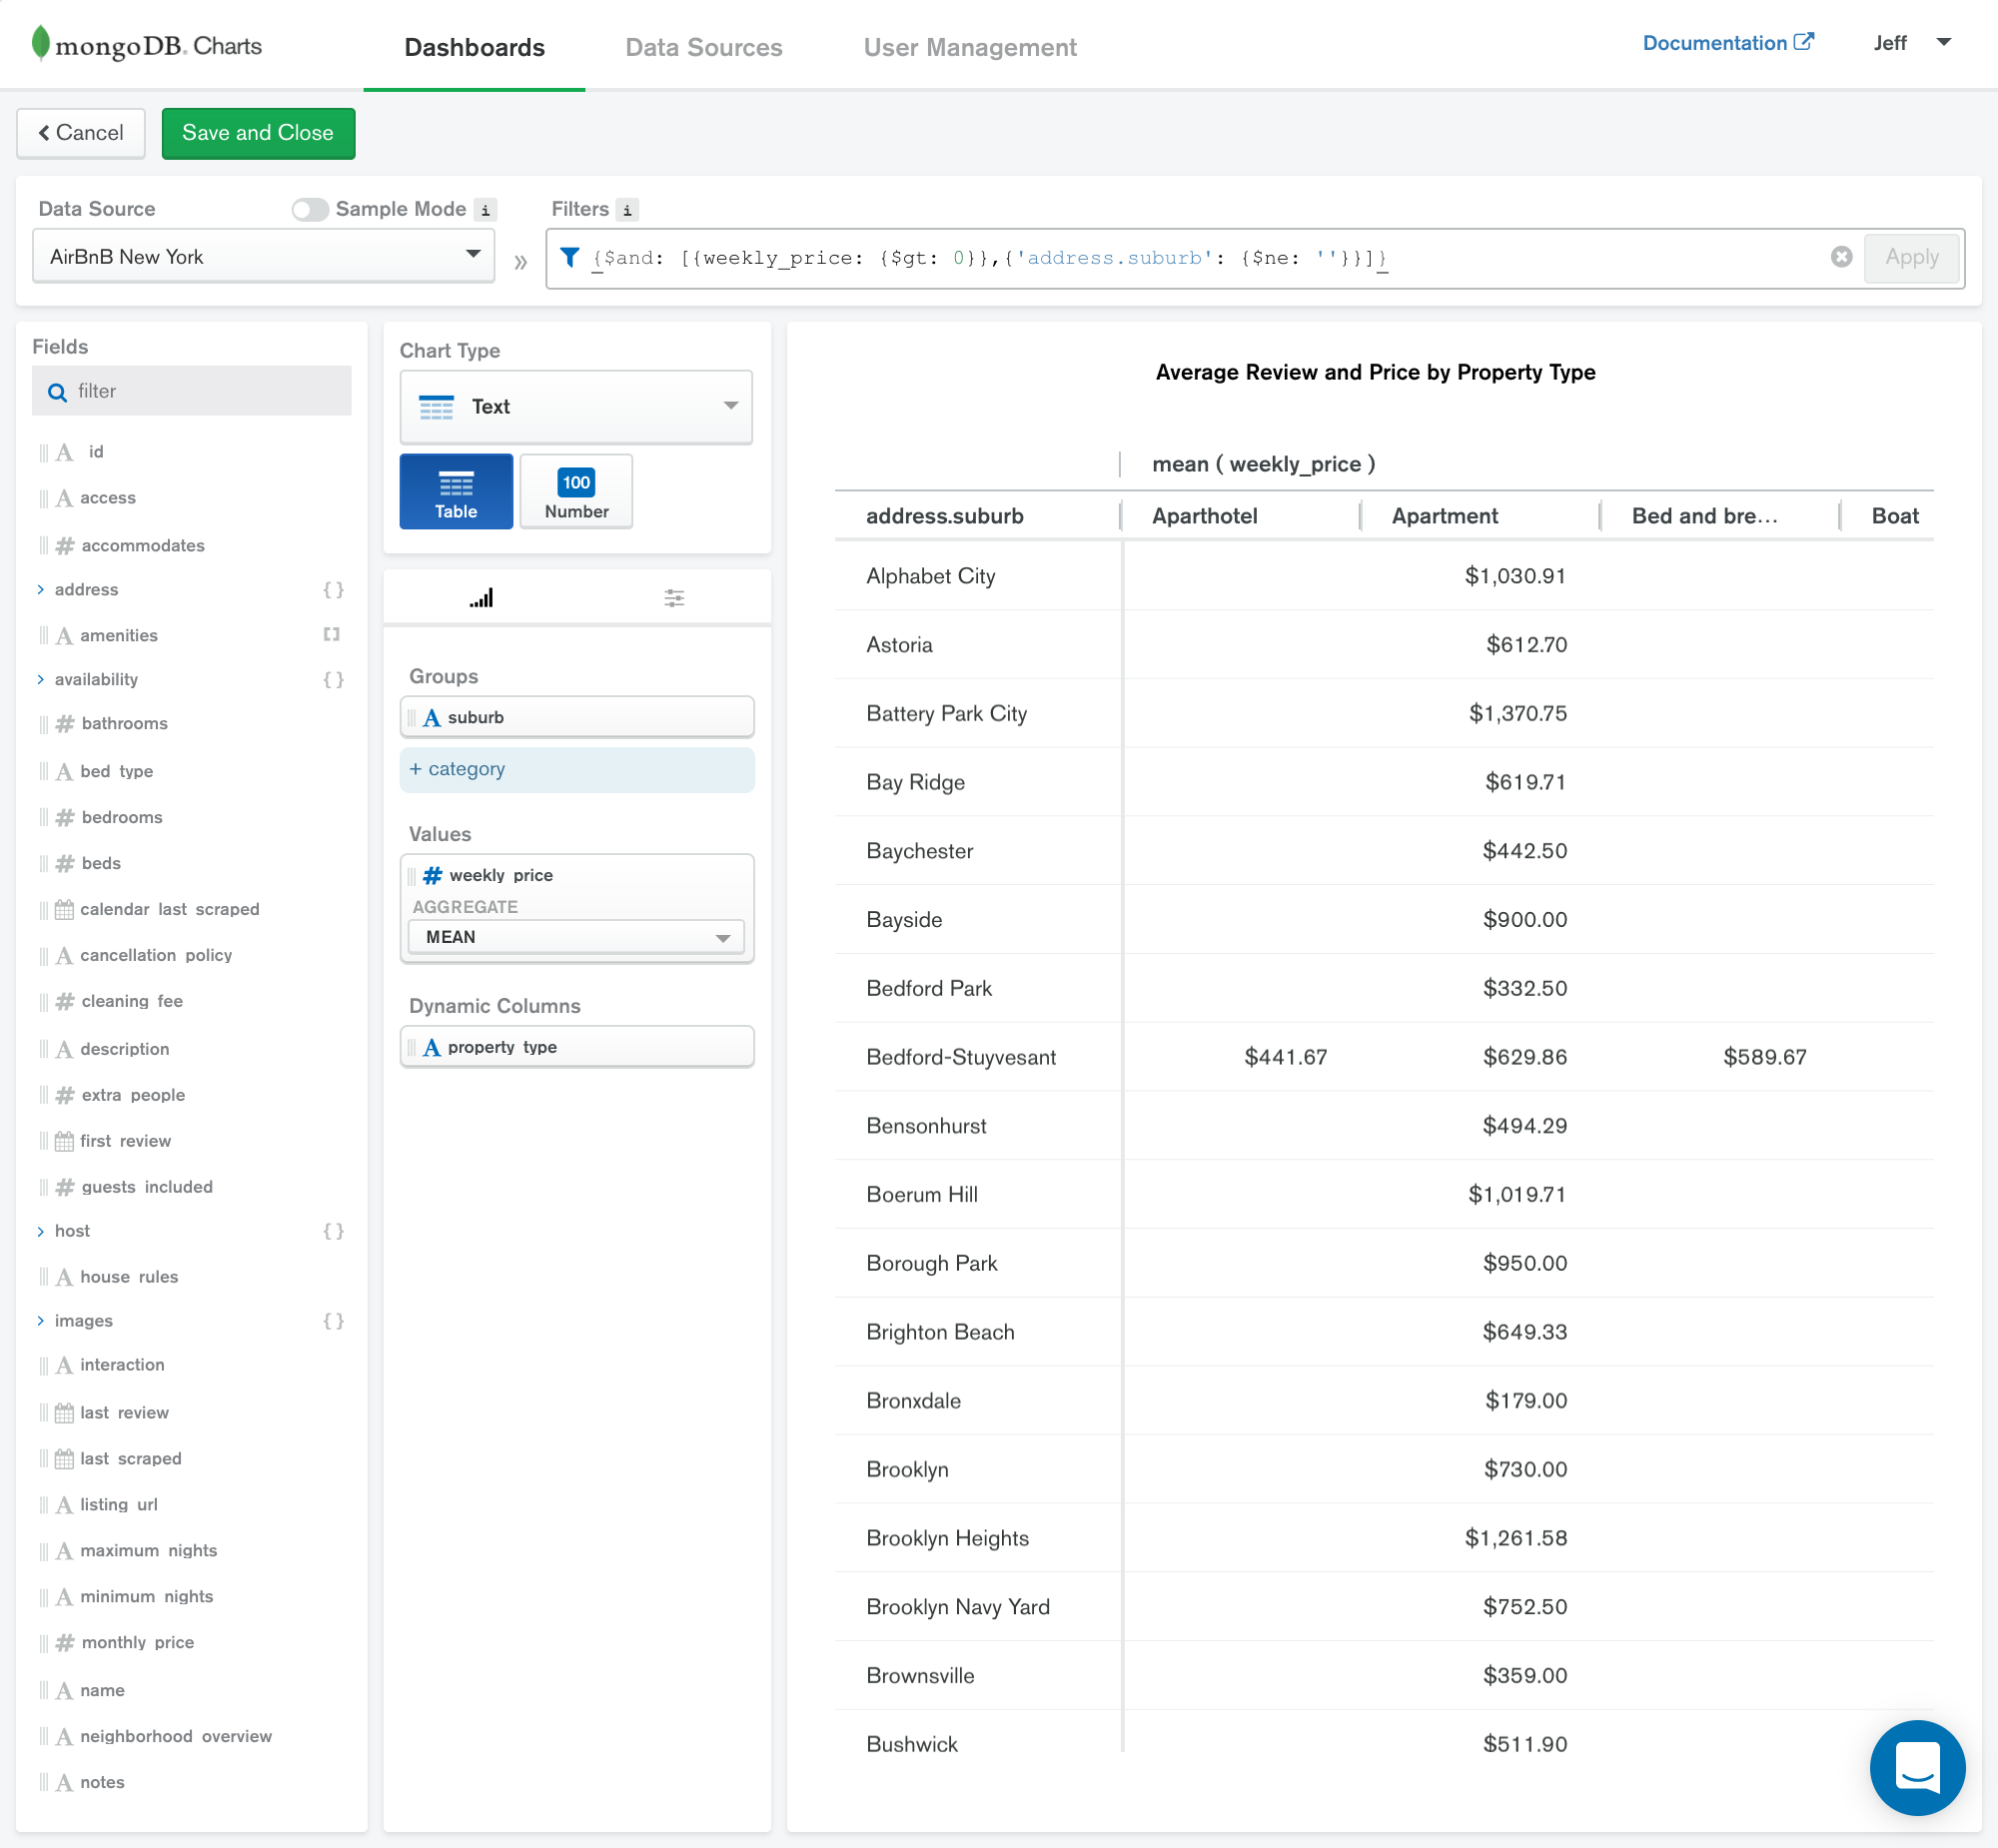 mongoDB. Charts
Dashboards
Data Sources
User Management
Documentation
Jeff
Cancel
Save and Close
Data Source
Sample Mode i
Filters i
AirBnB New York
»
{$and: [{weekly_price: {$gt: 0}},{'address.suburb': {$ne: ''}}]}
Apply
Fields
filter
A id
A access
# accommodates
> address { }
A amenities [ ]
> availability { }
# bathrooms
A bed type
# bedrooms
# beds
calendar last scraped
A cancellation policy
# cleaning fee
A description
# extra people
first review
# guests included
> host { }
A house rules
> images { }
A interaction
last review
last scraped
A listing url
A maximum nights
A minimum nights
# monthly price
A name
A neighborhood overview
A notes
Chart Type
Text
Table
100
Number
Groups
A suburb
+ category
Values
# weekly price
AGGREGATE
MEAN
Dynamic Columns
A property type
Average Review and Price by Property Type
mean ( weekly_price )
address.suburb Aparthotel Apartment Bed and bre... Boat
Alphabet City $1,030.91
Astoria $612.70
Battery Park City $1,370.75
Bay Ridge $619.71
Baychester $442.50
Bayside $900.00
Bedford Park $332.50
Bedford-Stuyvesant $441.67 $629.86 $589.67
Bensonhurst $494.29
Boerum Hill $1,019.71
Borough Park $950.00
Brighton Beach $649.33
Bronxdale $179.00
Brooklyn $730.00
Brooklyn Heights $1,261.58
Brooklyn Navy Yard $752.50
Brownsville $359.00
Bushwick $511.90